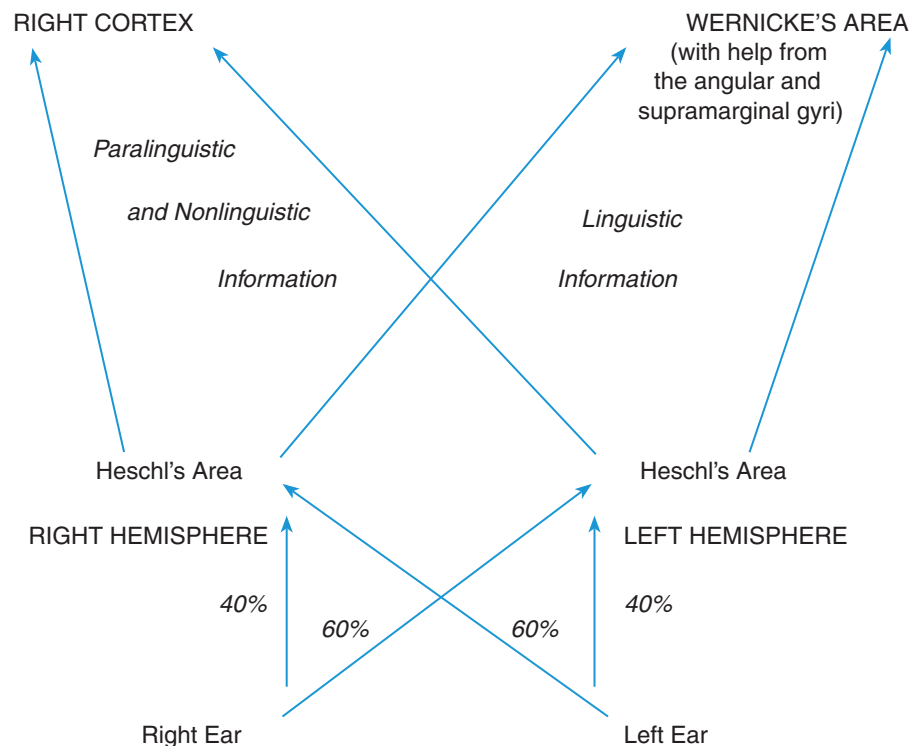 RIGHT CORTEX
WERNICKE’S AREA
(with help from
the angular and
supramarginal gyri)
Paralinguistic
and Nonlinguistic
Information
Linguistic
Information
Heschl's Area
Heschl's Area
RIGHT HEMISPHERE
LEFT HEMISPHERE
40%
60%
60%
40%
Right Ear
Left Ear